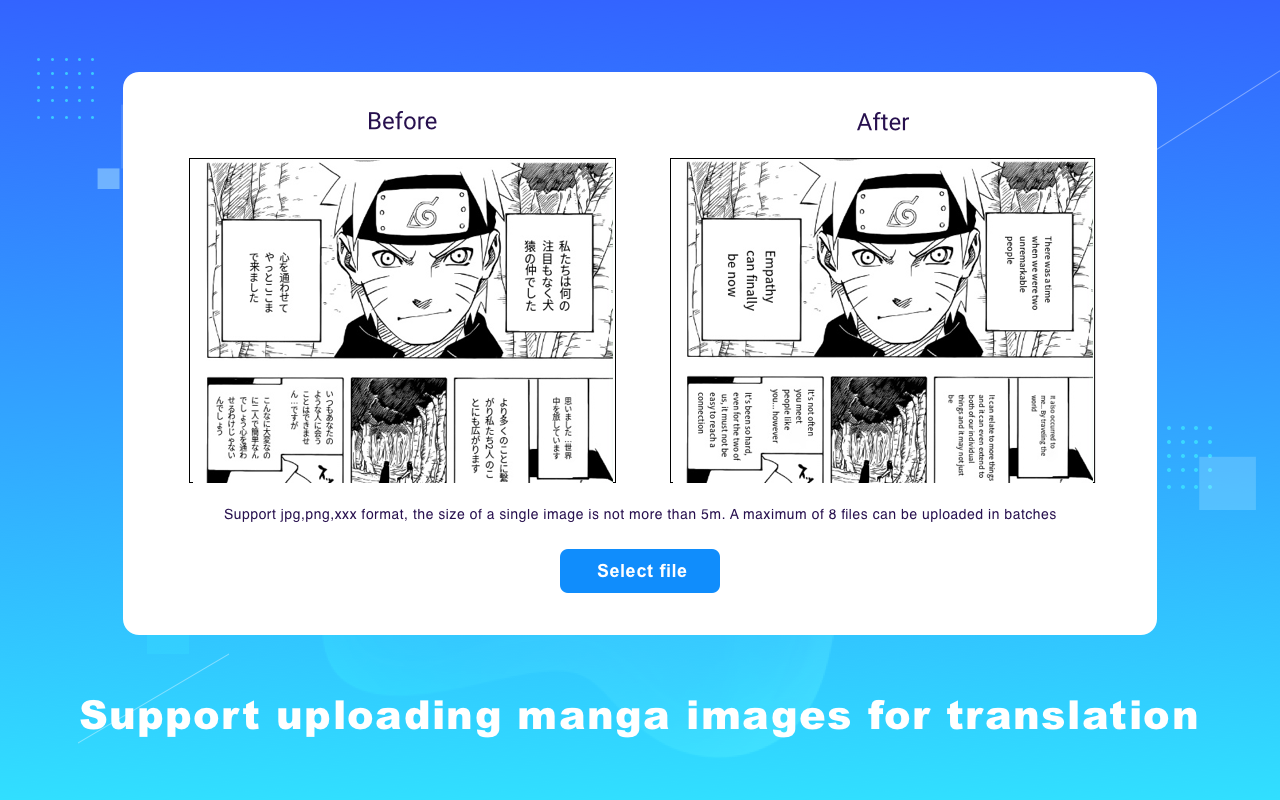 Before
After
私たちは何の
注目もなく犬
猿の仲でした
心を通わせて
やっとここま
で来ました
思いました…世界
中を旅しています
より多くのことに繋
がり私たち2人のこ
とにも広がります
いつもあなたの
ような人に会う
ことはできませ
ん…ですが
こんなに大変なの
に二人で簡単なん
でしょう心を通わ
せるわけじゃない
んでしょう
There was a time
when we were two
unremarkable
people
Empathy
can finally
be now
It also occurred to
me... By traveling the
world
It can relate to more things
and it can even extend to
both of our individual
things and it may not just
be
It's not often
you meet
people like
you... however
It's been so hard,
even for the two of
us, it must not be
easy to reach a
connection
Support jpg,png,xxx format, the size of a single image is not more than 5m. A maximum of 8 files can be uploaded in batches
Select file
Support uploading manga images for translation